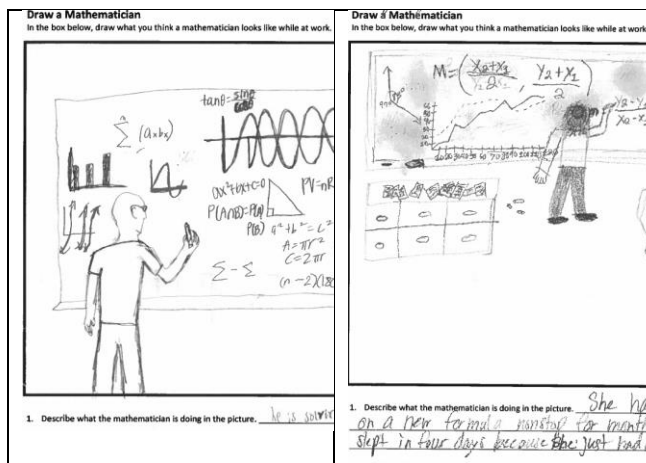 Draw a Mathematician
In the box below, draw what you think a mathematician looks like while at work.
tanθ = sinθ/cosθ
Σ (axbx)
ax²+bx+c=0
PV=nR
P(A∩B)=P(A)
P(B)
a²+b²=c²
A=πr²
C=2πr
Σ-Σ
(n-2)(180
1. Describe what the mathematician is doing in the picture. he is solvin
Draw a Mathematician
In the box below, draw what you think a mathematician looks like while at work
M=
Y2+X1
2
Y2-Y
X2-X
1. Describe what the mathematician is doing in the picture. She ha
on a new formula nonstop for month
slept in four days because she just had